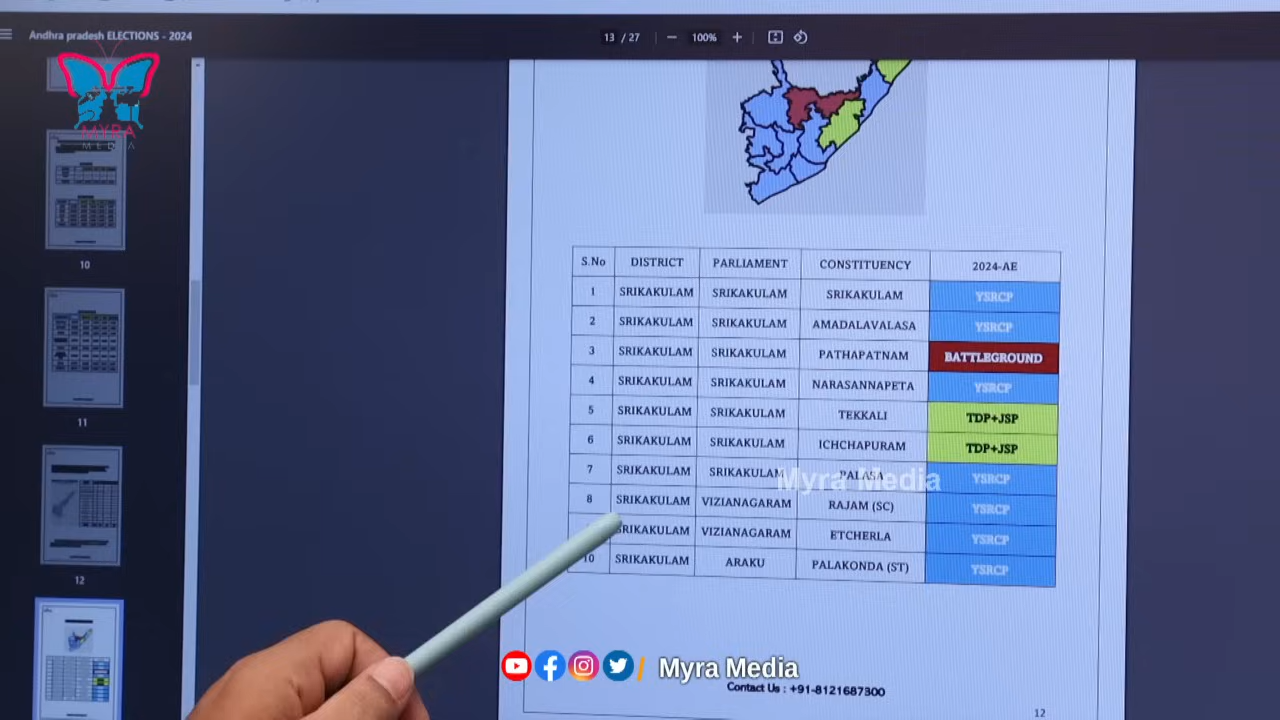 Andhra pradesh ELECTIONS - 2024
13 / 27
100%
MYRA
MEDIA
10
11
12
S.No DISTRICT PARLIAMENT CONSTITUENCY 2024-AE
1 SRIKAKULAM SRIKAKULAM SRIKAKULAM YSRCP
2 SRIKAKULAM SRIKAKULAM AMADALAVALASA YSRCP
3 SRIKAKULAM SRIKAKULAM PATHAPATNAM BATTLEGROUND
4 SRIKAKULAM SRIKAKULAM NARASANNAPETA YSRCP
5 SRIKAKULAM SRIKAKULAM TEKKALI TDP+JSP
6 SRIKAKULAM SRIKAKULAM ICHCHAPURAM TDP+JSP
7 SRIKAKULAM SRIKAKULAM PALASA YSRCP
Myra Media
8 SRIKAKULAM VIZIANAGARAM RAJAM (SC) YSRCP
SRIKAKULAM VIZIANAGARAM ETCHERLA YSRCP
10 SRIKAKULAM ARAKU PALAKONDA (ST) YSRCP
/ Myra Media
Contact Us : +91-8121687300
12